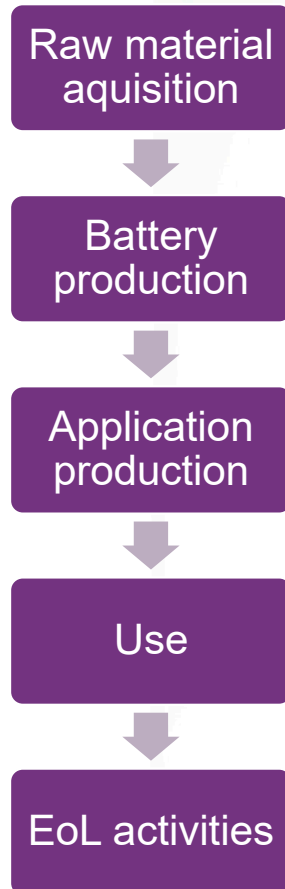 Raw material
aquisition
Battery
production
Application
production
Use
EoL activities